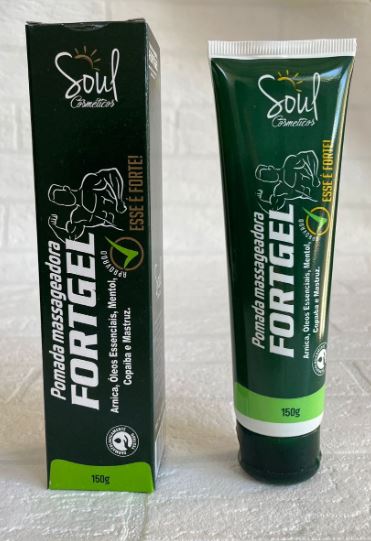 Soul
Cosméticos
Pomada massageadora
FORTGEL
APROVADO
ESSE É FORTE!
Arnica, Óleos Essenciais, Mentol,
Copaíba e Mastruz.
150g
Soul
Cosméticos
Pomada massageadora
FORTGEL
APROVADO
ESSE É FORTE!
Arnica, Óleos Essenciais, Mentol,
Copaíba e Mastruz.
150g